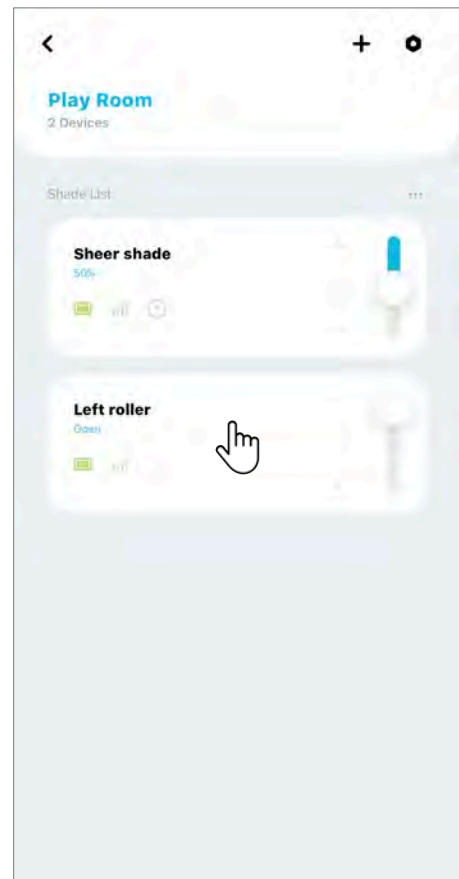 Play Room
2 Devices
Shade List
Sheer shade
50%
Left roller
Open